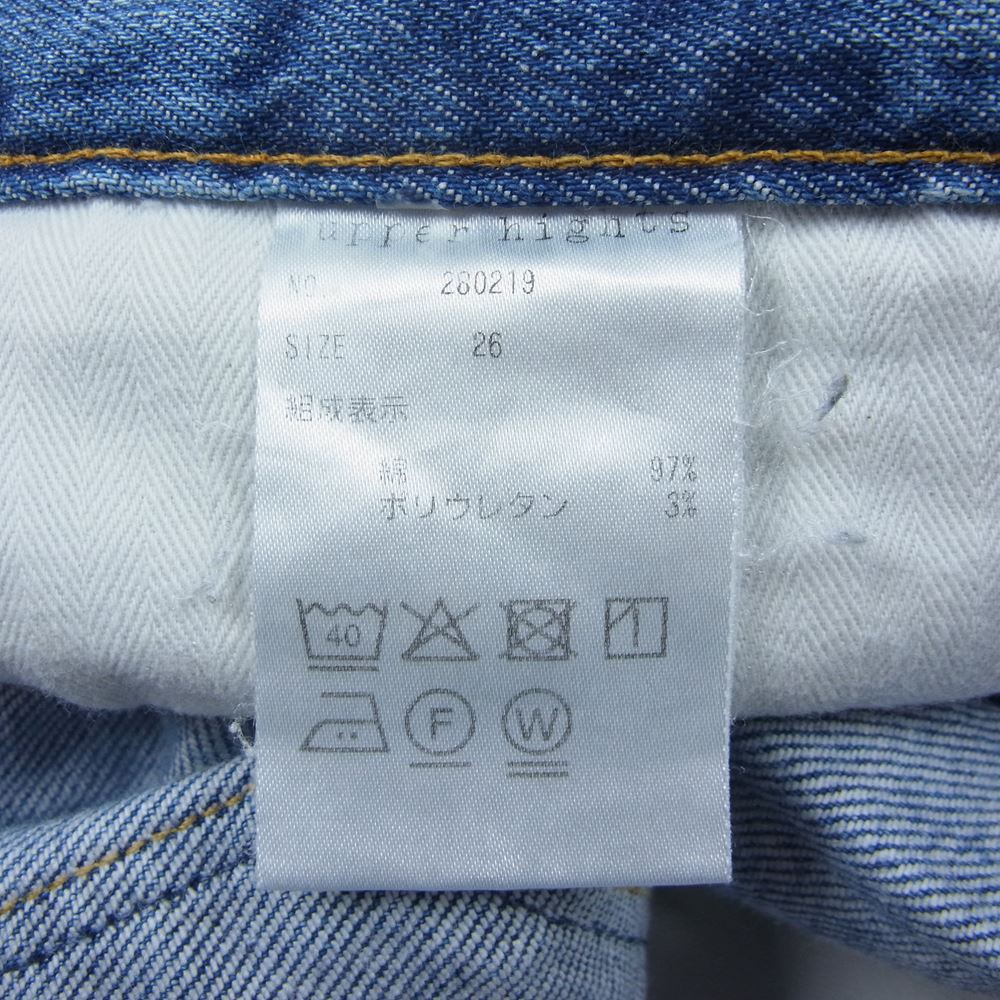 upper hights
NO. 280219
SIZE 26
組成表示
綿 97%
ポリウレタン 3%
40
F W